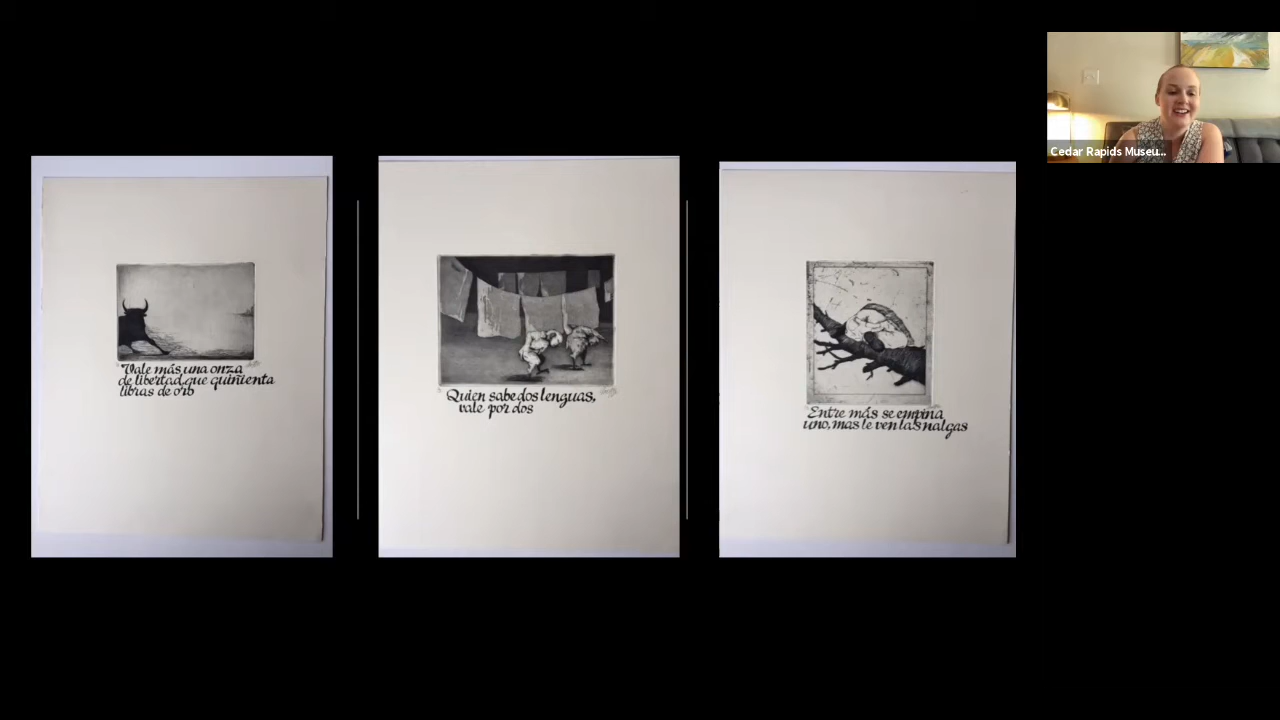 Vale más una onza
de libertad, que quinienta
libras de oro
Quien sabe dos lenguas,
vale por dos
Entre más se empina
uno, mas le ven las nalgas
Cedar Rapids Museu...